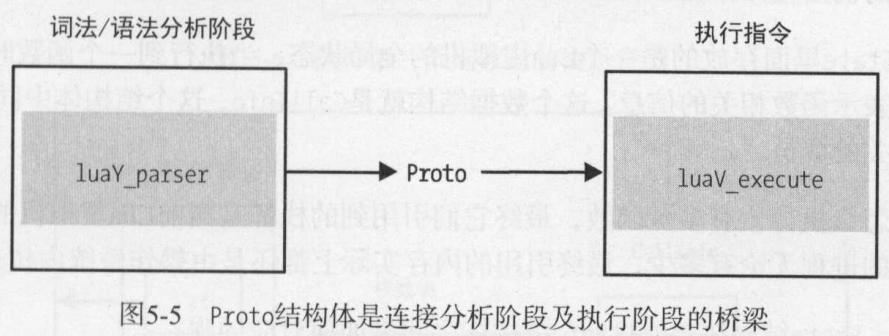 词法/语法分析阶段
执行指令
luaY_parser
Proto
luaV_execute
图5-5 Proto结构体是连接分析阶段及执行阶段的桥梁